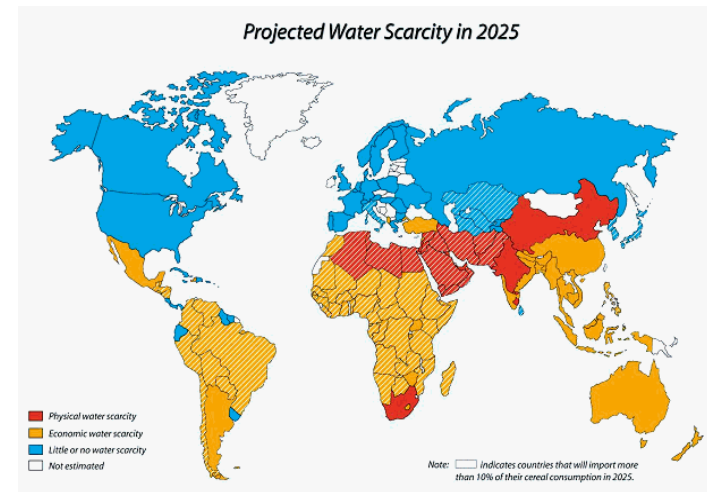 Projected Water Scarcity in 2025
Physical water scarcity
Economic water scarcity
Little or no water scarcity
Not estimated
Note: indicates countries that will import more
than 10% of their cereal consumption in 2025.